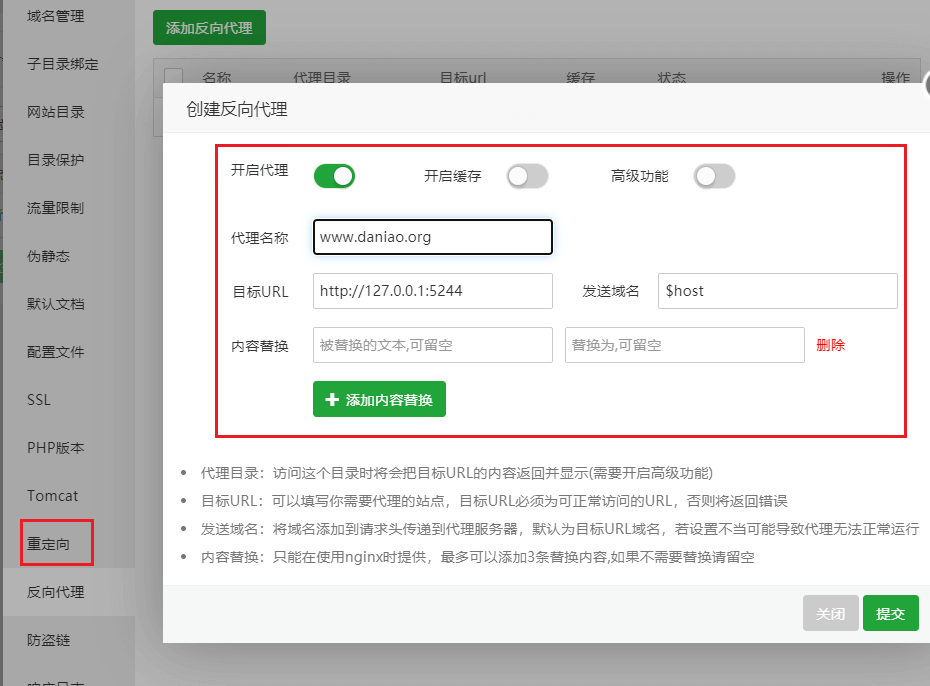 域名管理
添加反向代理
子目录绑定
名称 代理目录 目标url 缓存 状态 操作
网站目录
创建反向代理
目录保护
开启代理 开启缓存 高级功能
流量限制
代理名称 www.daniao.org
伪静态
目标URL http://127.0.0.1:5244 发送域名 $host
默认文档
内容替换 被替换的文本,可留空 替换为,可留空 删除
配置文件
SSL
添加内容替换
PHP版本
代理目录：访问这个目录时将会把目标URL的内容返回并显示(需要开启高级功能)
Tomcat
目标URL：可以填写你需要代理的站点，目标URL必须为可正常访问的URL，否则将返回错误
发送域名：将域名添加到请求头传递到代理服务器，默认为目标URL域名，若设置不当可能导致代理无法正常运行
重定向
内容替换：只能在使用nginx时提供，最多可以添加3条替换内容,如果不需要替换请留空
反向代理
关闭 提交
防盗链